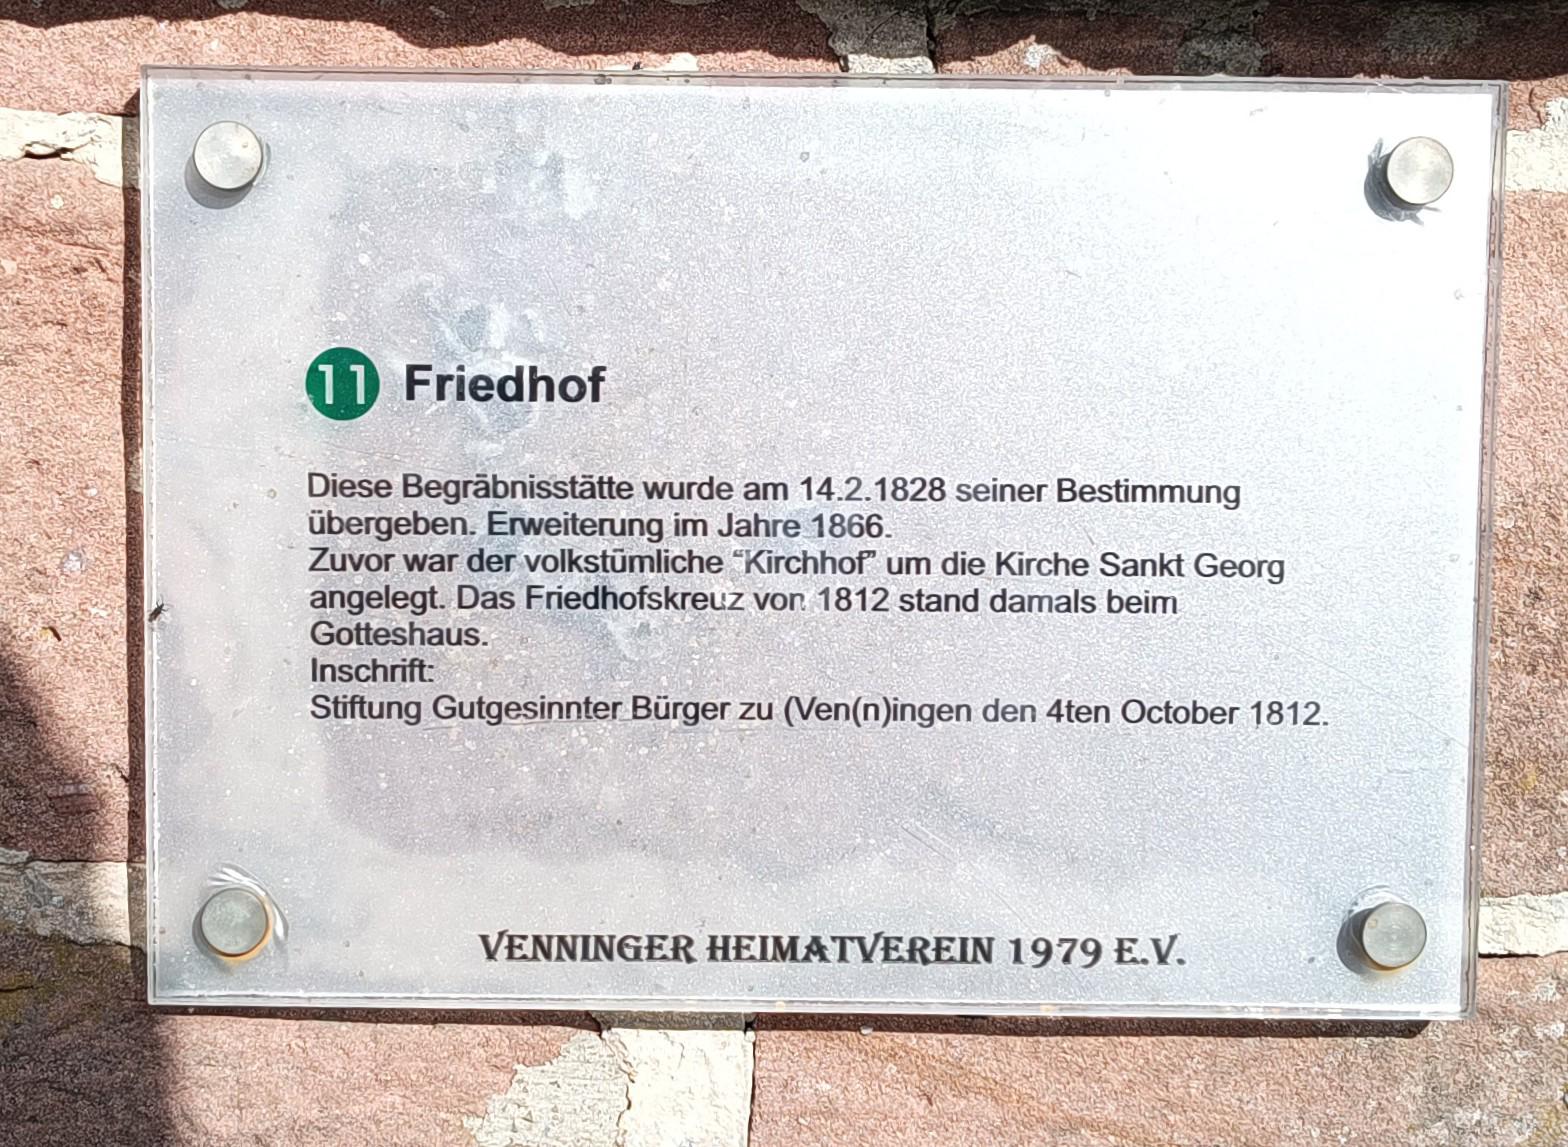 11 Friedhof
Diese Begräbnisstätte wurde am 14.2.1828 seiner Bestimmung
übergeben. Erweiterung im Jahre 1866.
Zuvor war der volkstümliche “Kirchhof” um die Kirche Sankt Georg
angelegt. Das Friedhofskreuz von 1812 stand damals beim
Gotteshaus.
Inschrift:
Stiftung Gutgesinnter Bürger zu (Ven(n)ingen den 4ten October 1812.
VENNINGER HEIMATVEREIN 1979 E.V.